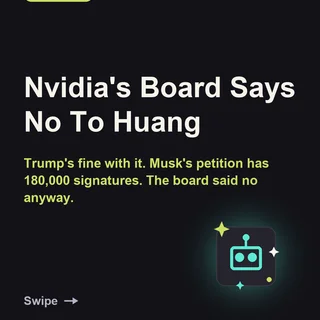 Nvidia's Board Says
No To Huang
Trump's fine with it. Musk's petition has
180,000 signatures. The board said no
anyway.
Swipe →